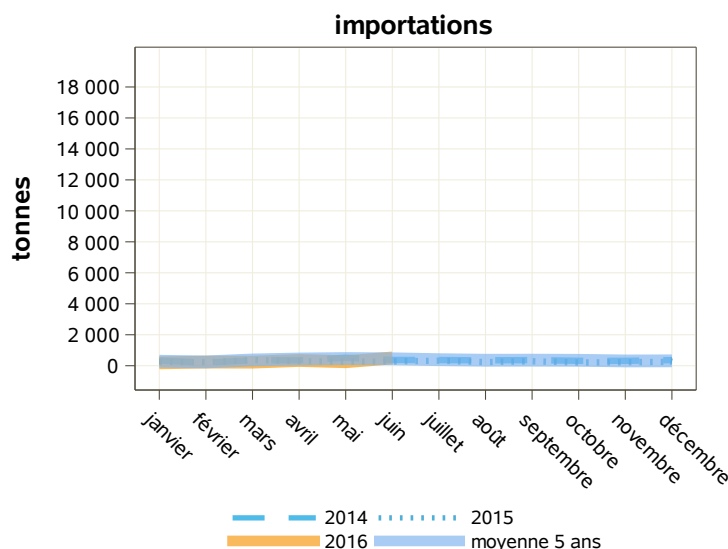 importations
tonnes
18 000
16 000
14 000
12 000
10 000
8 000
6 000
4 000
2 000
0
janvier
février
mars
avril
mai
juin
juillet
août
septembre
octobre
novembre
décembre
2014 2015
2016 moyenne 5 ans